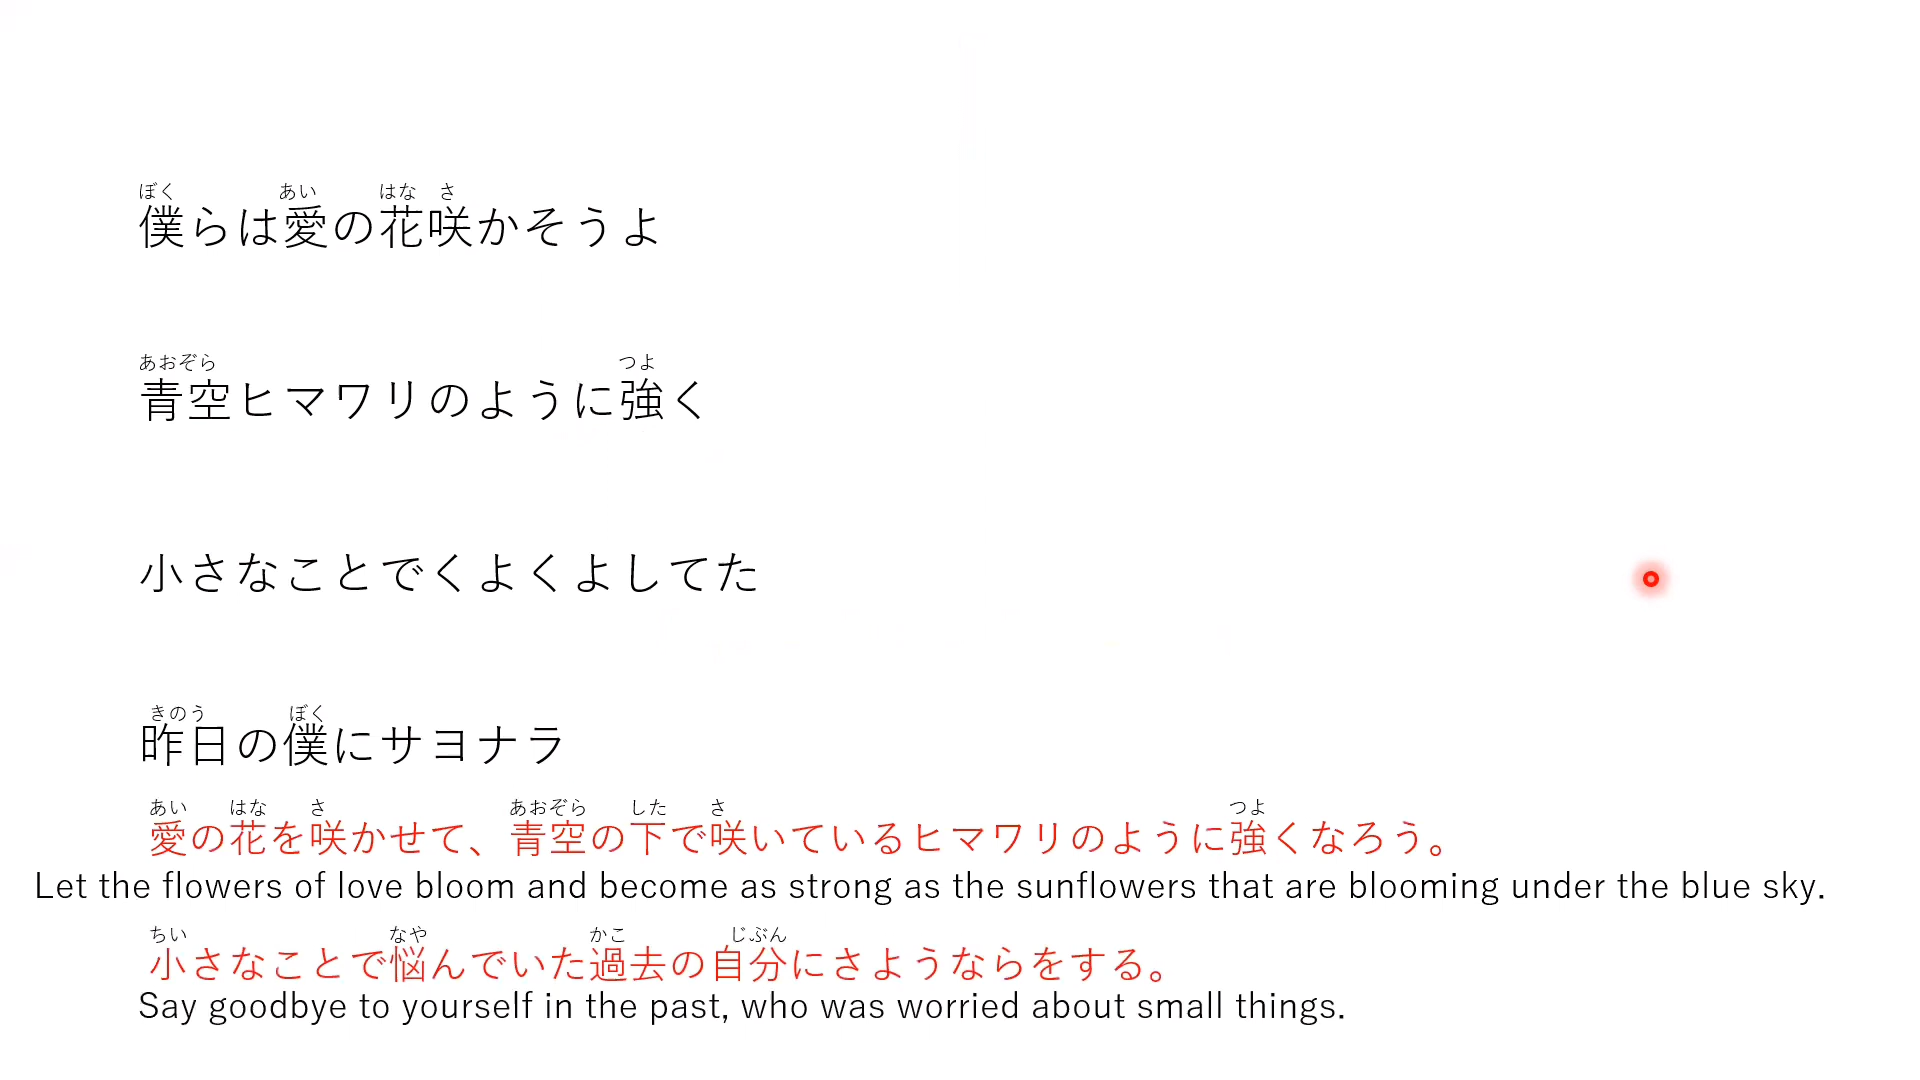 ぼく あい はな さ
僕らは愛の花咲かそうよ
あおぞら つよ
青空ヒマワリのように強く
小さなことでくよくよしてた
きのう ぼく
昨日の僕にサヨナラ
あい はな さ あおぞら した さ つよ
愛の花を咲かせて、青空の下で咲いているヒマワリのように強くなろう。
Let the flowers of love bloom and become as strong as the sunflowers that are blooming under the blue sky.
ちい なや かこ じぶん
小さなことで悩んでいた過去の自分にさようならをする。
Say goodbye to yourself in the past, who was worried about small things.